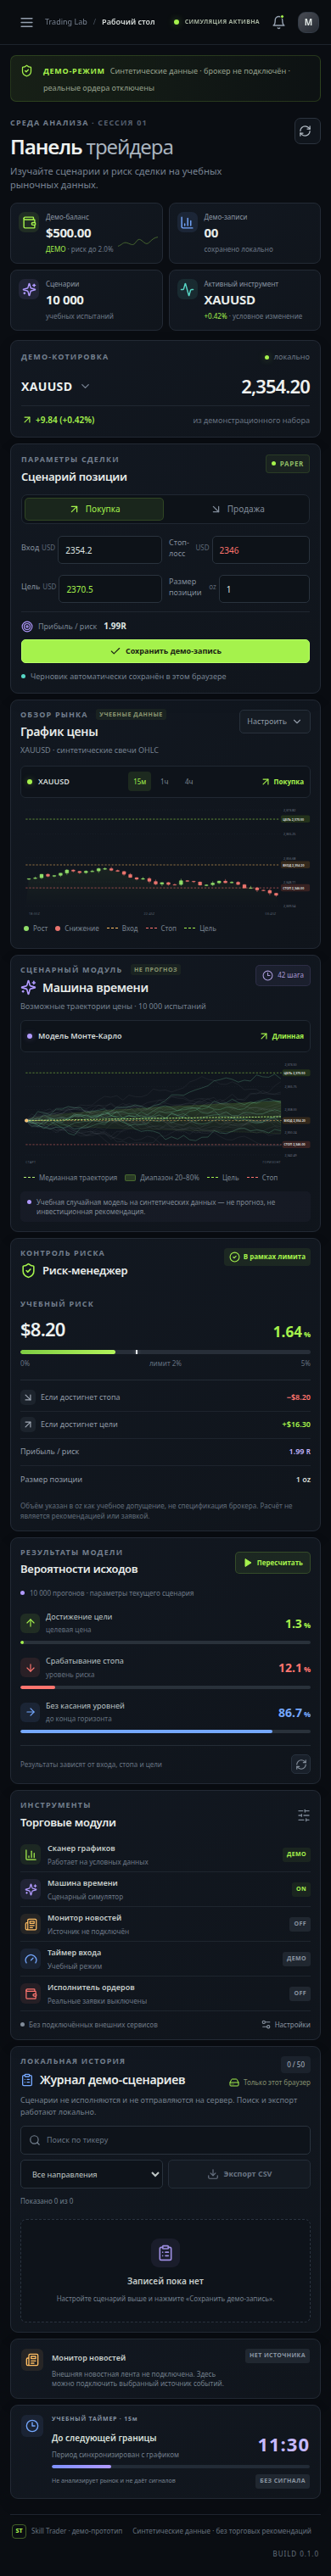 Trading Lab / Рабочий стол
СИМУЛЯЦИЯ АКТИВНА
M
ДЕМО-РЕЖИМ Синтетические данные · брокер не подключён ·
реальные ордера отключены
СРЕДА АНАЛИЗА · СЕССИЯ 01
Панель трейдера
Изучайте сценарии и риск сделки на учебных
рыночных данных.
Демо-баланс
$500.00
ДЕМО · риск до 2.0%
Демо-записи
00
сохранено локально
Сценарии
10 000
учебных испытаний
Активный инструмент
XAUUSD
+0.42% · условное изменение
ДЕМО-КОТИРОВКА
локально
XAUUSD
2,354.20
+9.84 (+0.42%)
из демонстрационного набора
ПАРАМЕТРЫ СДЕЛКИ
Сценарий позиции
PAPER
Покупка
Продажа
Вход USD
2354.2
Стоп-
лосс
USD
2346
Цель USD
2370.5
Размер
позиции
oz
1
Прибыль / риск 1.99R
Сохранить демо-запись
Черновик автоматически сохранён в этом браузере
ОБЗОР РЫНКА УЧЕБНЫЕ ДАННЫЕ
График цены
Настроить
XAUUSD · синтетические свечи OHLC
XAUUSD
15м
1ч
4ч
Покупка
Рост
Снижение
Вход
Стоп
Цель
СЦЕНАРНЫЙ МОДУЛЬ НЕ ПРОГНОЗ
Машина времени
42 шага
Возможные траектории цены · 10 000 испытаний
Модель Монте-Карло
Длинная
Медианная траектория
Диапазон 20–80%
Цель
Стоп
Учебная случайная модель на синтетических данных — не прогноз, не
инвестиционная рекомендация.
КОНТРОЛЬ РИСКА
Риск-менеджер
В рамках лимита
УЧЕБНЫЙ РИСК
$8.20
1.64 %
0%
лимит 2%
5%
Если достигнет стопа
−$8.20
Если достигнет цели
+$16.30
Прибыль / риск
1.99 R
Размер позиции
1 oz
Объём указан в oz как учебное допущение, не спецификация брокера. Расчёт не
является рекомендацией или заявкой.
РЕЗУЛЬТАТЫ МОДЕЛИ
Вероятности исходов
Пересчитать
10 000 прогонов · параметры текущего сценария
Достижение цели
целевая цена
1.3 %
Срабатывание стопа
уровень риска
12.1 %
Без касания уровней
до конца горизонта
86.7 %
Результаты зависят от входа, стопа и цели
ИНСТРУМЕНТЫ
Торговые модули
Сканер графиков
Работает на условных данных
ДЕМО
Машина времени
Сценарный симулятор
ON
Монитор новостей
Источник не подключён
OFF
Таймер входа
Учебный режим
ДЕМО
Исполнитель ордеров
Реальные заявки выключены
OFF
Без подключённых внешних сервисов
Настройки
ЛОКАЛЬНАЯ ИСТОРИЯ
Журнал демо-сценариев
0 / 50
Только этот браузер
Сценарии не исполняются и не отправляются на сервер. Поиск и экспорт
работают локально.
Поиск по тикеру
Все направления
Экспорт CSV
Показано 0 из 0
Записей пока нет
Настройте сценарий выше и нажмите «Сохранить демо-запись».
Монитор новостей
НЕТ ИСТОЧНИКА
Внешняя новостная лента не подключена. Здесь
можно подключить выбранный источник событий.
УЧЕБНЫЙ ТАЙМЕР · 15м
До следующей границы
Период синхронизирован с графиком
11:30
Не анализирует рынок и не даёт сигналов
БЕЗ СИГНАЛА
ST Skill Trader · демо-прототип
Синтетические данные · без торговых рекомендаций
BUILD 0.1.0